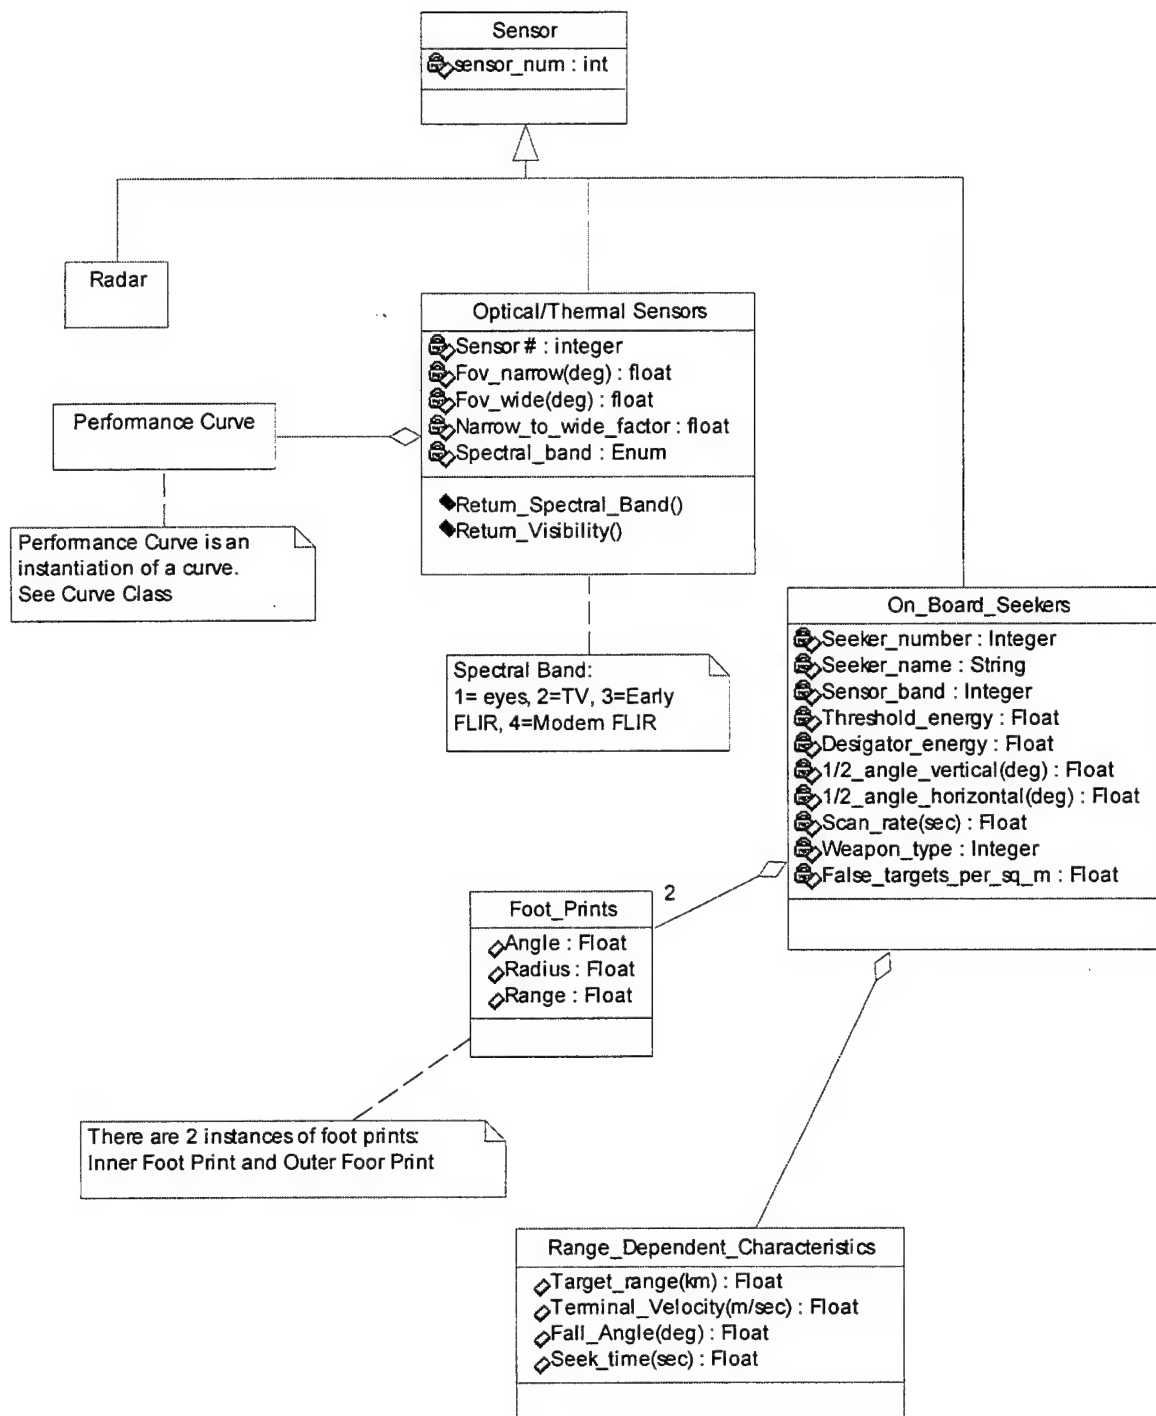 Sensor
sensor_num : int
Radar
Optical/Thermal Sensors
Sensor# : integer
Fov_narrow(deg) : float
Fov_wide(deg) : float
Narrow_to_wide_factor : float
Spectral_band : Enum
Return_Spectral_Band()
Return_Visibility()
Performance Curve
Performance Curve is an
instantiation of a curve.
See Curve Class
Spectral Band:
1= eyes, 2=TV, 3=Early
FLIR, 4=Modern FLIR
On_Board_Seekers
Seeker_number : Integer
Seeker_name : String
Sensor_band : Integer
Threshold_energy : Float
Desigator_energy : Float
1/2_angle_vertical(deg) : Float
1/2_angle_horizontal(deg) : Float
Scan_rate(sec) : Float
Weapon_type : Integer
False_targets_per_sq_m : Float
2
Foot_Prints
Angle : Float
Radius : Float
Range : Float
There are 2 instances of foot prints:
Inner Foot Print and Outer Foor Print
Range_Dependent_Characteristics
Target_range(km) : Float
Terminal_Velocity(m/sec) : Float
Fall_Angle(deg) : Float
Seek_time(sec) : Float